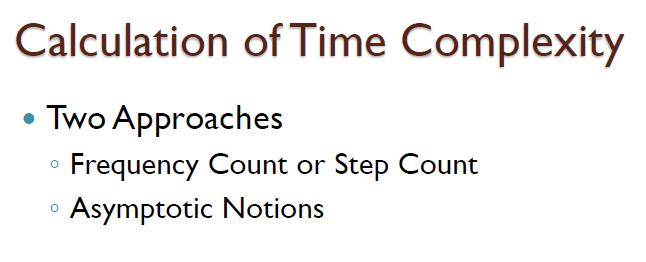 Calculation of Time Complexity
• Two Approaches
◦ Frequency Count or Step Count
◦ Asymptotic Notions